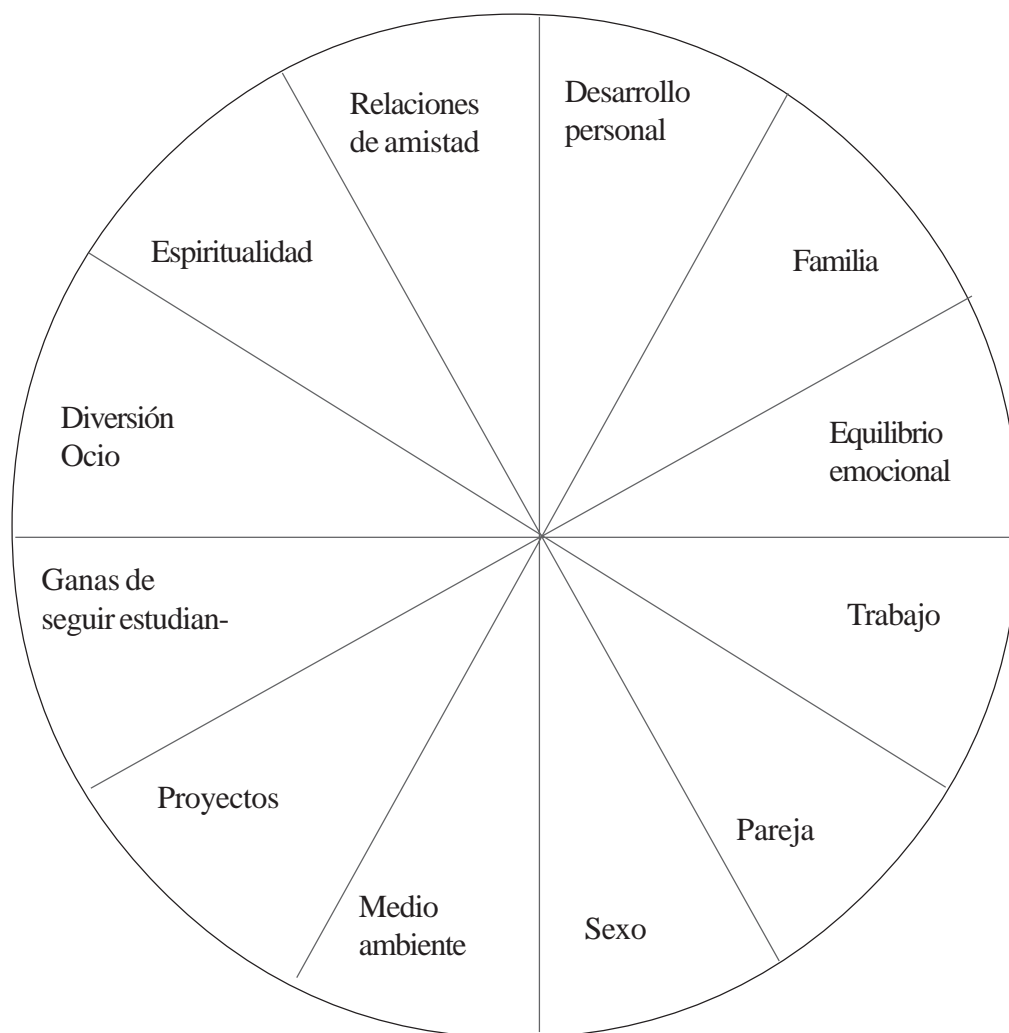 Relaciones
de amistad
Desarrollo
personal
Espiritualidad
Familia
Diversión
Ocio
Equilibrio
emocional
Ganas de
seguir estudian-
Trabajo
Proyectos
Pareja
Medio
ambiente
Sexo